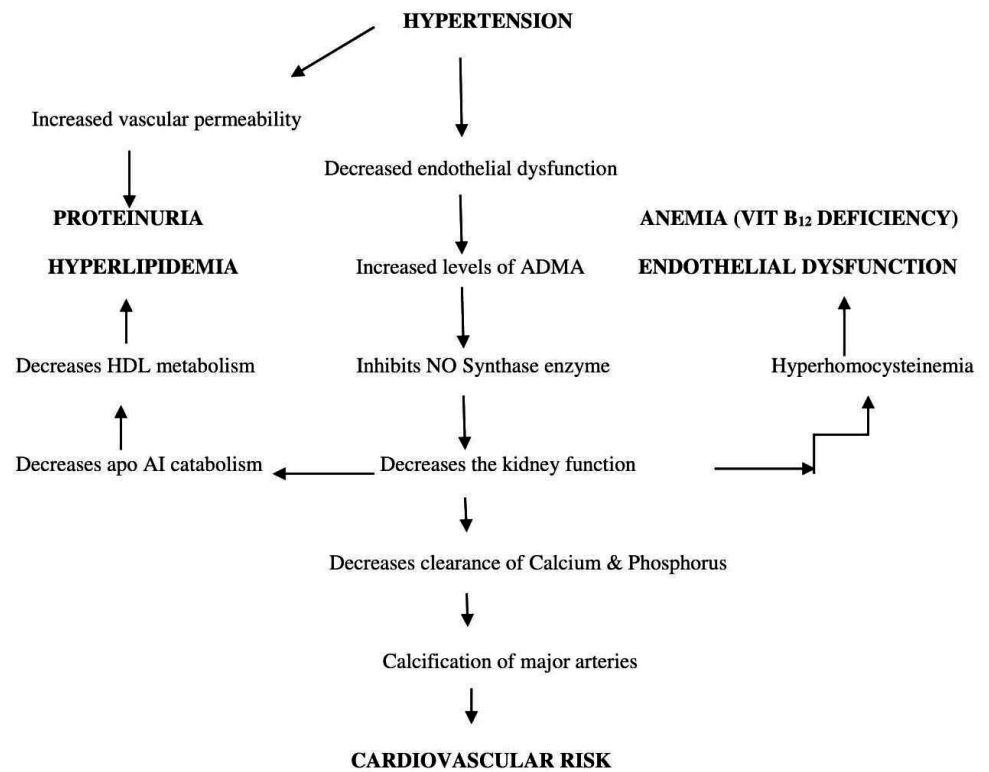 HYPERTENSION
Increased vascular permeability
Decreased endothelial dysfunction
PROTEINURIA
ANEMIA (VIT B₁₂ DEFICIENCY)
HYPERLIPIDEMIA
Increased levels of ADMA
ENDOTHELIAL DYSFUNCTION
Decreases HDL metabolism
Inhibits NO Synthase enzyme
Hyperhomocysteinemia
Decreases apo AI catabolism
Decreases the kidney function
Decreases clearance of Calcium & Phosphorus
Calcification of major arteries
CARDIOVASCULAR RISK